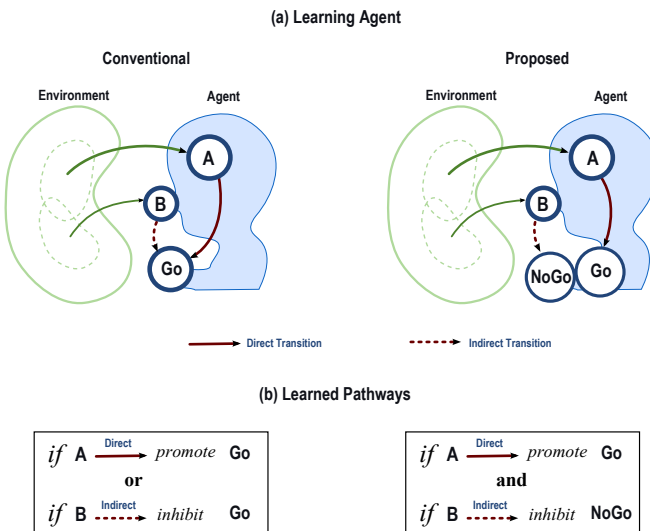 (a) Learning Agent
Conventional
Proposed
Environment
Agent
Environment
Agent
A
A
B
B
Go
NoGo
Go
Direct Transition
Indirect Transition
(b) Learned Pathways
if A Direct promote Go
or
if B Indirect inhibit Go
if A Direct promote Go
and
if B Indirect inhibit NoGo